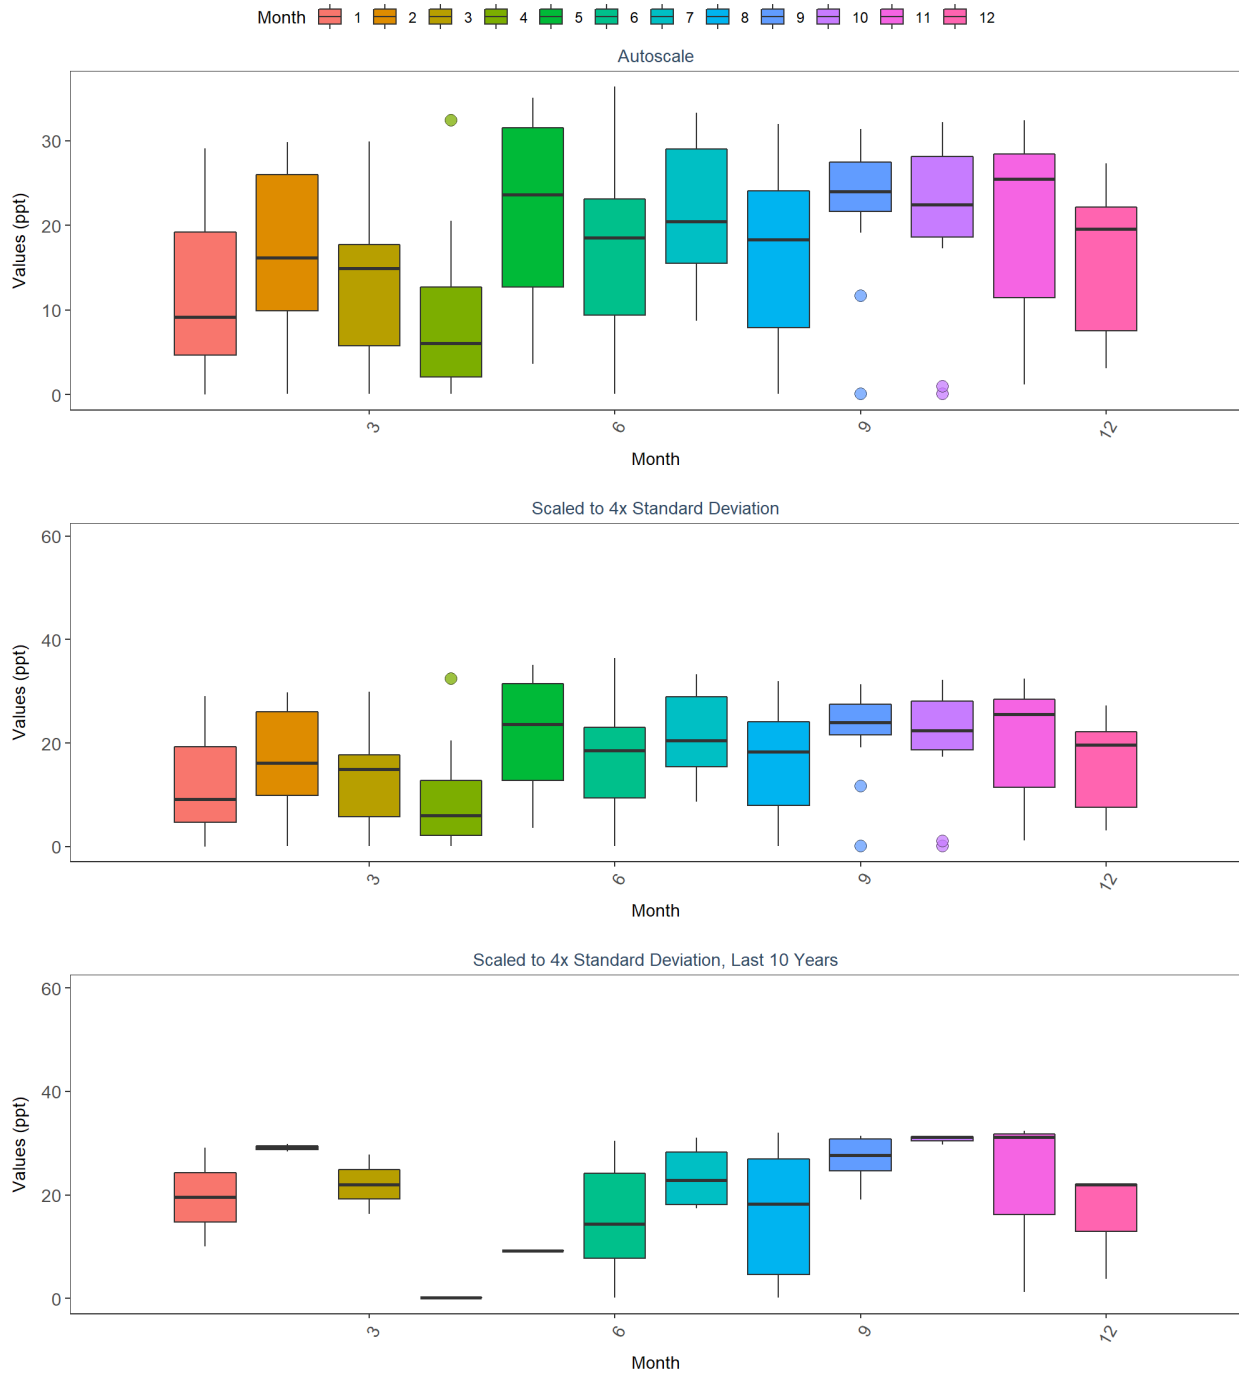 Month 1 2 3 4 5 6 7 8 9 10 11 12
Autoscale
Values (ppt)
30
20
10
0
3 6 9 12
Month
Scaled to 4x Standard Deviation
Values (ppt)
60
40
20
0
3 6 9 12
Month
Scaled to 4x Standard Deviation, Last 10 Years
Values (ppt)
60
40
20
0
3 6 9 12
Month